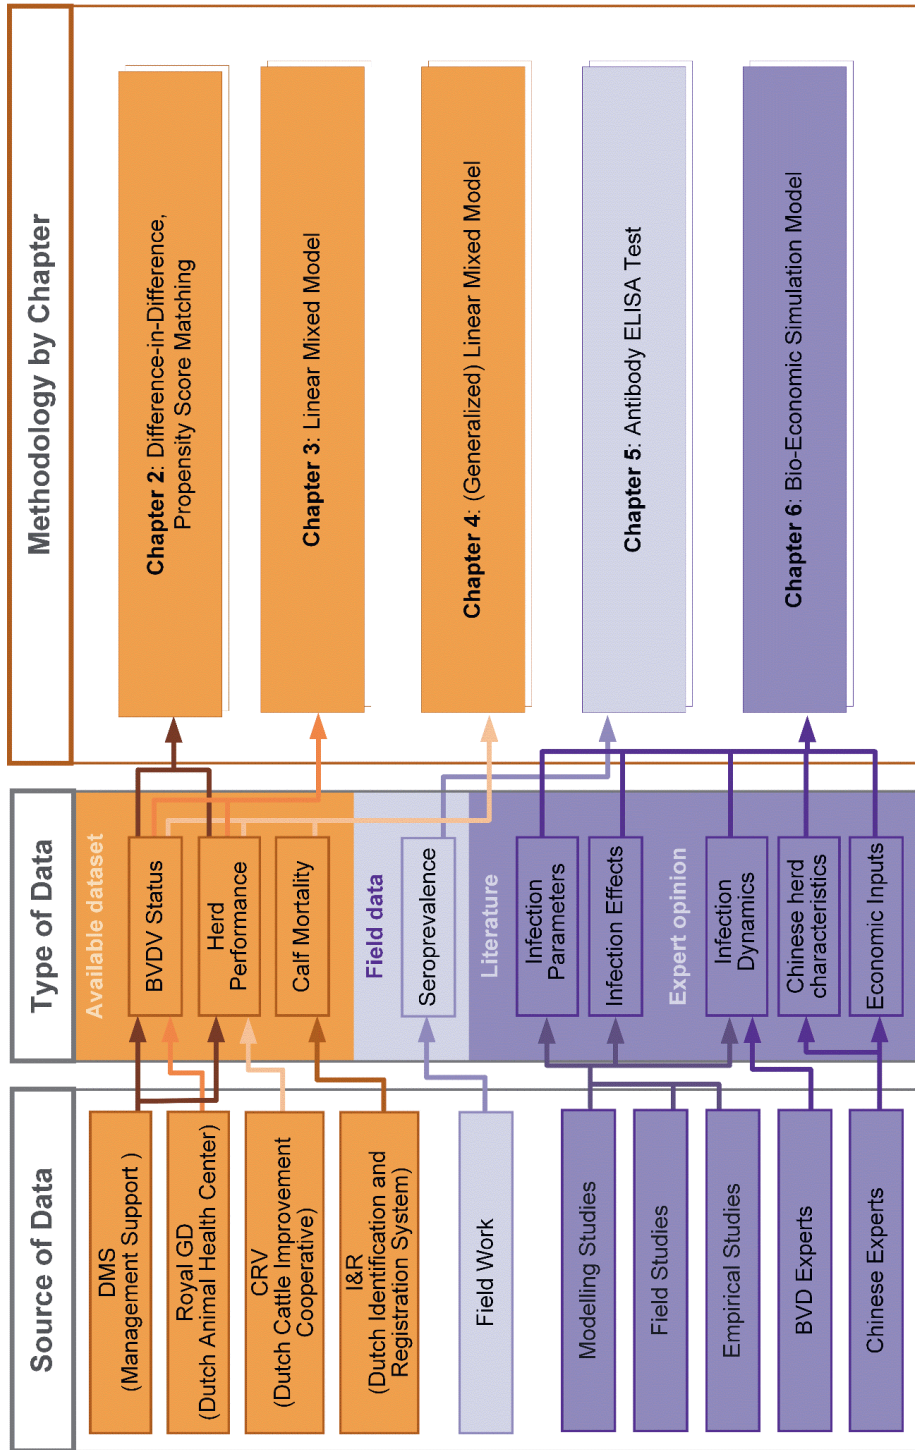 Source of Data
DMS
(Management Support )
Royal GD
(Dutch Animal Health Center)
CRV
(Dutch Cattle Improvement
Cooperative)
I&R
(Dutch Identification and
Registration System)
Field Work
Modelling Studies
Field Studies
Empirical Studies
BVD Experts
Chinese Experts
Type of Data
Available dataset
BVDV Status
Herd
Performance
Calf Mortality
Field data
Seroprevalence
Literature
Infection
Parameters
Infection Effects
Expert opinion
Infection
Dynamics
Chinese herd
characteristics
Economic Inputs
Methodology by Chapter
Chapter 2: Difference-in-Difference,
Propensity Score Matching
Chapter 3: Linear Mixed Model
Chapter 4: (Generalized) Linear Mixed Model
Chapter 5: Antibody ELISA Test
Chapter 6: Bio-Economic Simulation Model